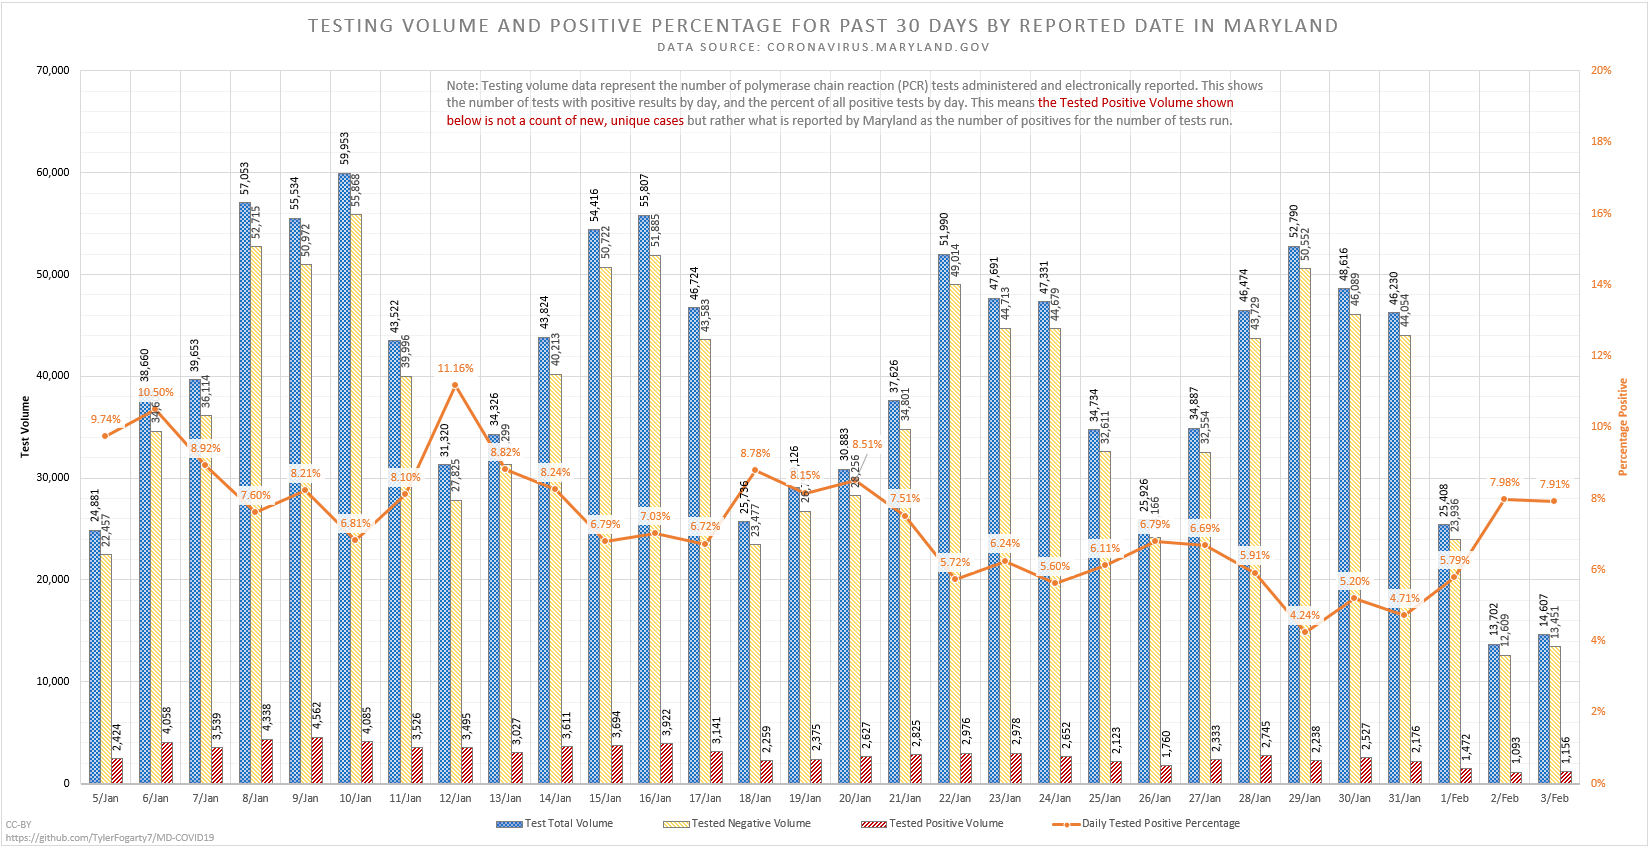 TESTING VOLUME AND POSITIVE PERCENTAGE FOR PAST 30 DAYS BY REPORTED DATE IN MARYLAND
DATA SOURCE: CORONAVIRUS.MARYLAND.GOV
Note: Testing volume data represent the number of polymerase chain reaction (PCR) tests administered and electronically reported. This shows
the number of tests with positive results by day, and the percent of all positive tests by day. This means the Tested Positive Volume shown
below is not a count of new, unique cases but rather what is reported by Maryland as the number of positives for the number of tests run.
Test Volume
70,000
60,000
50,000
40,000
30,000
20,000
10,000
0
Percentage Positive
20%
18%
16%
14%
12%
10%
8%
6%
4%
2%
0%
24,881 22,457 2,424 9.74%
38,660 4,058 10.50%
39,653 36,114 3,539 8.92%
57,053 52,715 4,338 7.60%
55,534 50,972 4,562 8.21%
59,953 55,868 4,085 6.81%
43,522 39,996 3,526 8.10%
31,320 27,825 3,495 11.16%
34,326 3,027 8.82%
43,824 40,213 3,611 8.24%
54,416 50,722 3,694 6.79%
55,807 51,885 3,922 7.03%
46,724 43,583 3,141 6.72%
25,736 23,477 2,259 8.78%
2,375 8.15%
30,883 28,256 2,627 8.51%
37,626 34,801 2,825 7.51%
51,990 49,014 2,976 5.72%
47,691 44,713 2,978 6.24%
47,331 44,679 2,652 5.60%
34,734 32,611 2,123 6.11%
25,926 1,760 6.79%
34,887 32,554 2,333 6.69%
46,474 43,729 2,745 5.91%
52,790 50,552 2,238 4.24%
48,616 46,089 2,527 5.20%
46,230 44,054 2,176 4.71%
25,408 23,936 1,472 5.79%
13,702 12,609 1,093 7.98%
14,607 13,451 1,156 7.91%
5/Jan 6/Jan 7/Jan 8/Jan 9/Jan 10/Jan 11/Jan 12/Jan 13/Jan 14/Jan 15/Jan 16/Jan 17/Jan 18/Jan 19/Jan 20/Jan 21/Jan 22/Jan 23/Jan 24/Jan 25/Jan 26/Jan 27/Jan 28/Jan 29/Jan 30/Jan 31/Jan 1/Feb 2/Feb 3/Feb
Test Total Volume Tested Negative Volume Tested Positive Volume Daily Tested Positive Percentage
CC-BY
https://github.com/TylerFogarty7/MD-COVID19